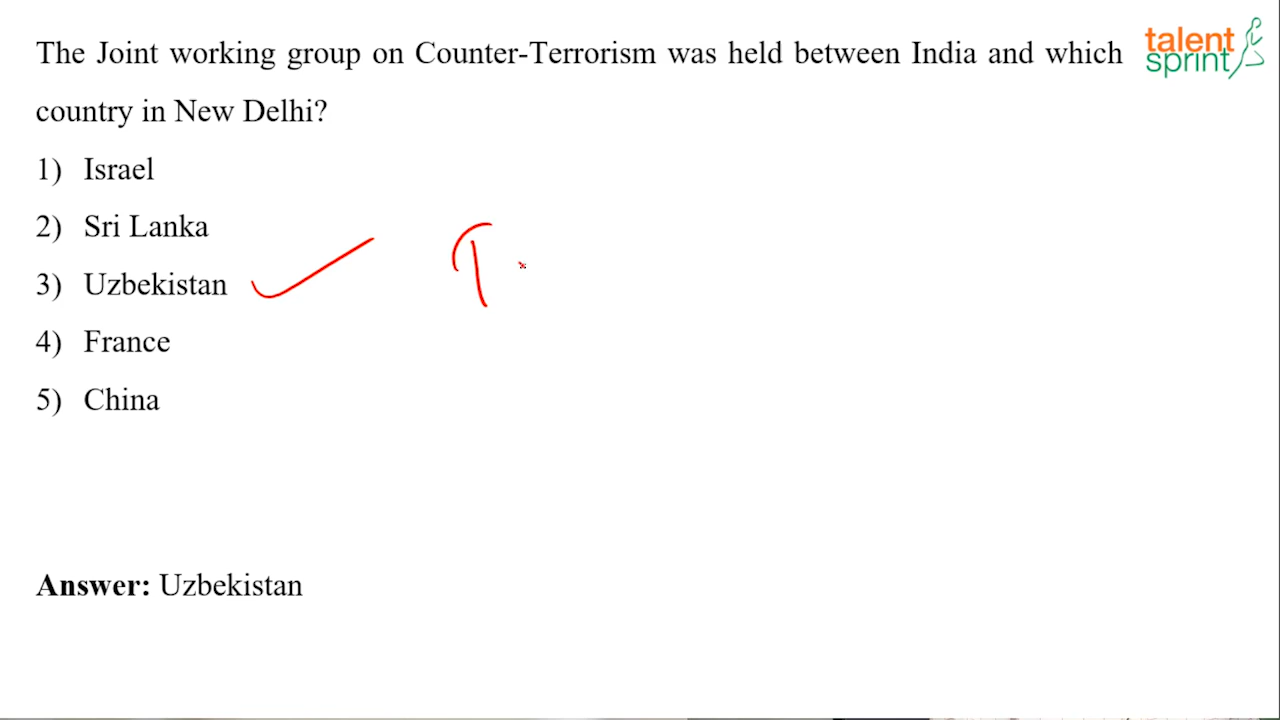 The Joint working group on Counter-Terrorism was held between India and which
talent
sprint
country in New Delhi?
1) Israel
2) Sri Lanka
3) Uzbekistan
4) France
5) China
T
Answer: Uzbekistan